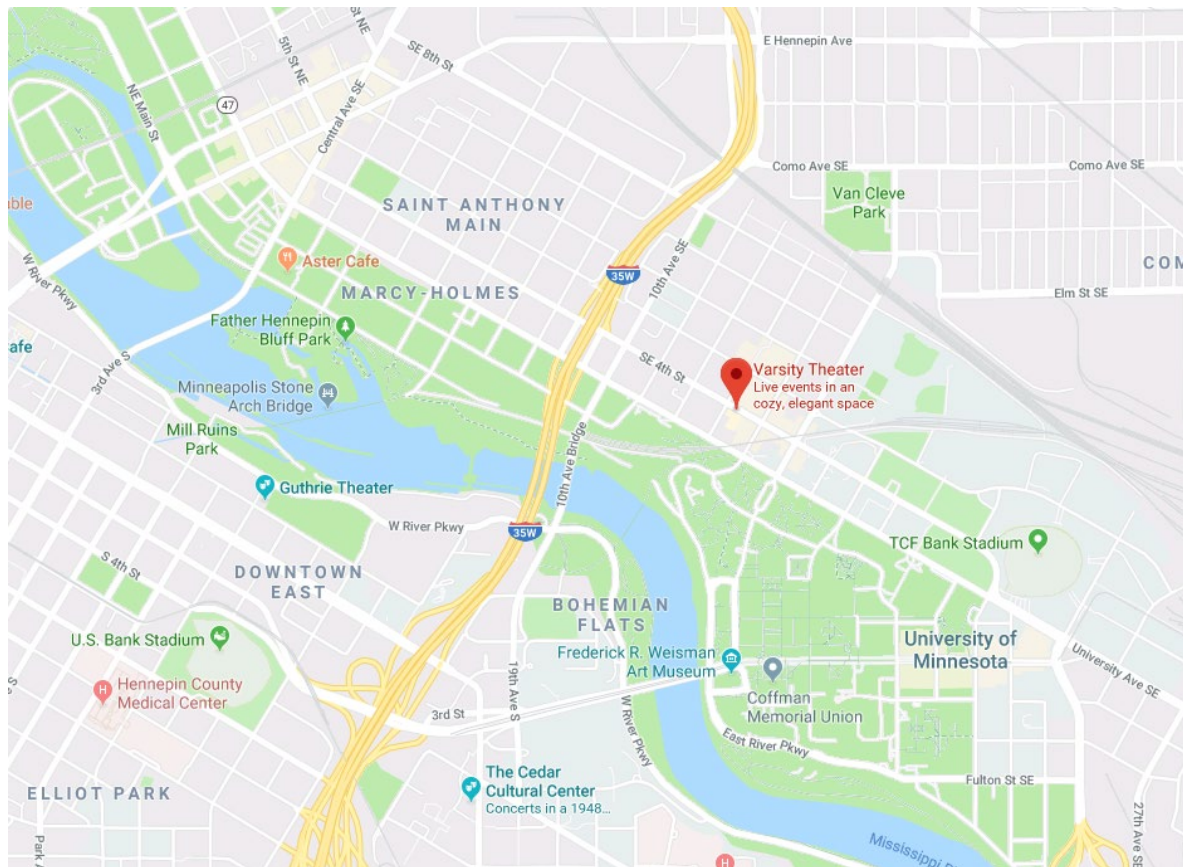 5th St NE
SE 8th St
E Hennepin Ave
NE Main St
47
Central Ave SE
Como Ave SE
Como Ave SE
Van Cleve
Park
SAINT ANTHONY
MAIN
W River Pkwy
Aster Cafe
35W
10th Ave SE
MARCY-HOLMES
Elm St SE
Father Hennepin
Bluff Park
3rd Ave S
SE 4th St
Varsity Theater
Live events in an
cozy, elegant space
Minneapolis Stone
Arch Bridge
Mill Ruins
Park
10th Ave Bridge
Guthrie Theater
W River Pkwy
35W
TCF Bank Stadium
S 4th St
DOWNTOWN
EAST
BOHEMIAN
FLATS
U.S. Bank Stadium
University of
Minnesota
University Ave SE
Frederick R. Weisman
Art Museum
Hennepin County
Medical Center
H
19th Ave S
Coffman
Memorial Union
3rd St
W River Pkwy
East River Pkwy
Fulton St SE
The Cedar
Cultural Center
Concerts in a 1948...
ELLIOT PARK
27th Ave SE
Mississippi
H